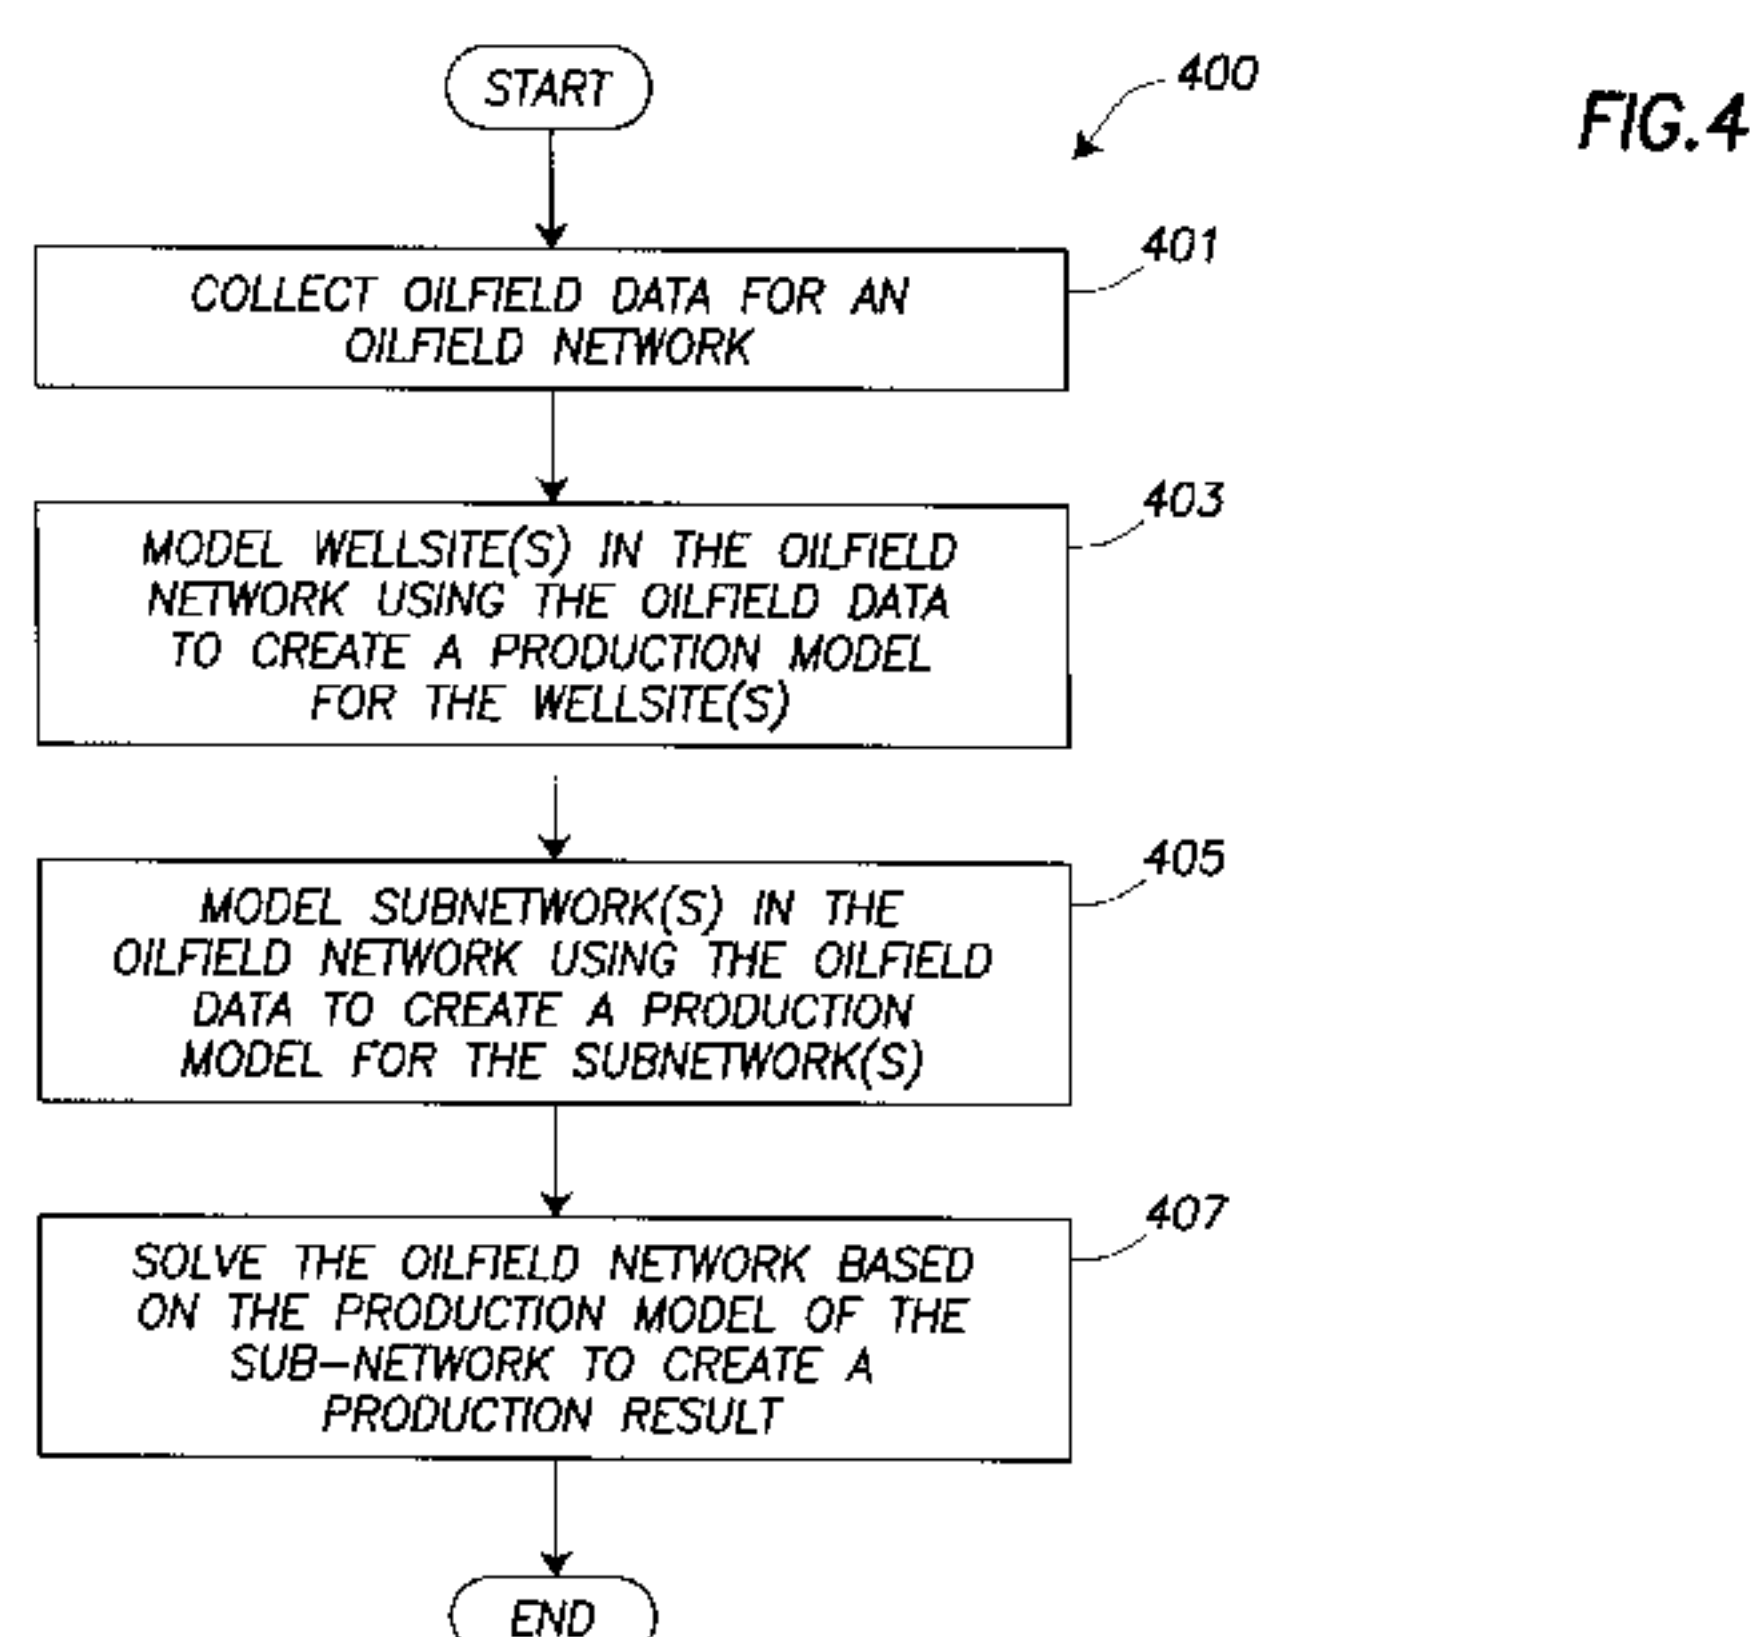 START
400
FIG.4
401
COLLECT OILFIELD DATA FOR AN
OILFIELD NETWORK
403
MODEL WELLSITE(S) IN THE OILFIELD
NETWORK USING THE OILFIELD DATA
TO CREATE A PRODUCTION MODEL
FOR THE WELLSITE(S)
405
MODEL SUBNETWORK(S) IN THE
OILFIELD NETWORK USING THE OILFIELD
DATA TO CREATE A PRODUCTION
MODEL FOR THE SUBNETWORK(S)
407
SOLVE THE OILFIELD NETWORK BASED
ON THE PRODUCTION MODEL OF THE
SUB-NETWORK TO CREATE A
PRODUCTION RESULT
END